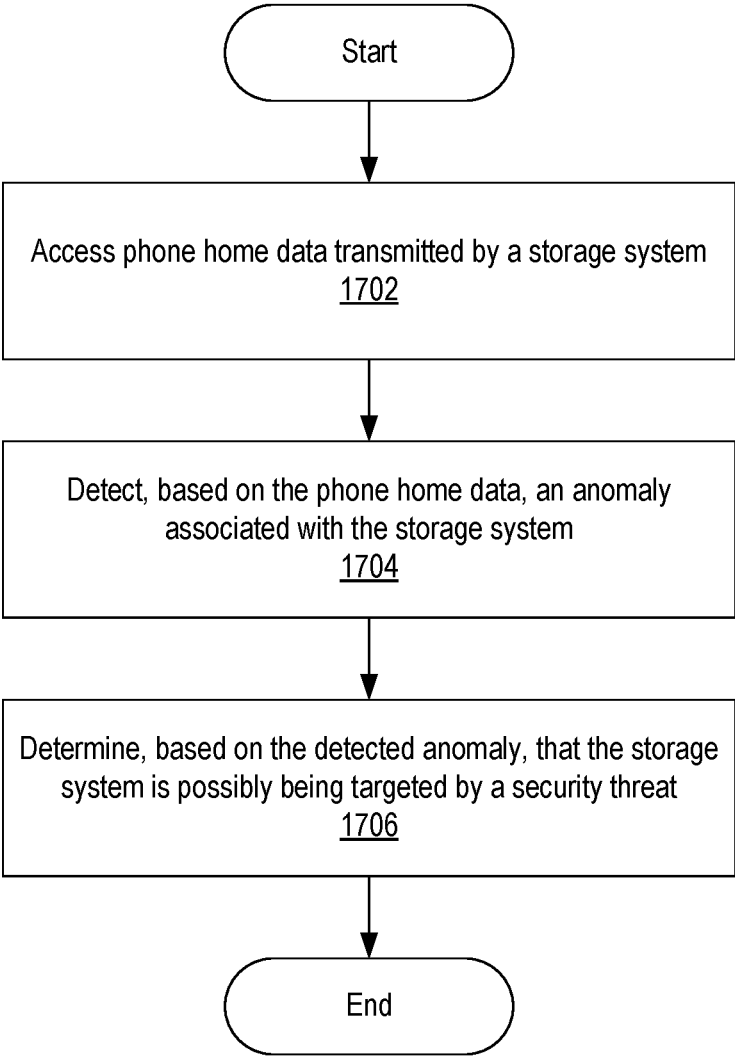 Start
Access phone home data transmitted by a storage system
1702
Detect, based on the phone home data, an anomaly
associated with the storage system
1704
Determine, based on the detected anomaly, that the storage
system is possibly being targeted by a security threat
1706
End